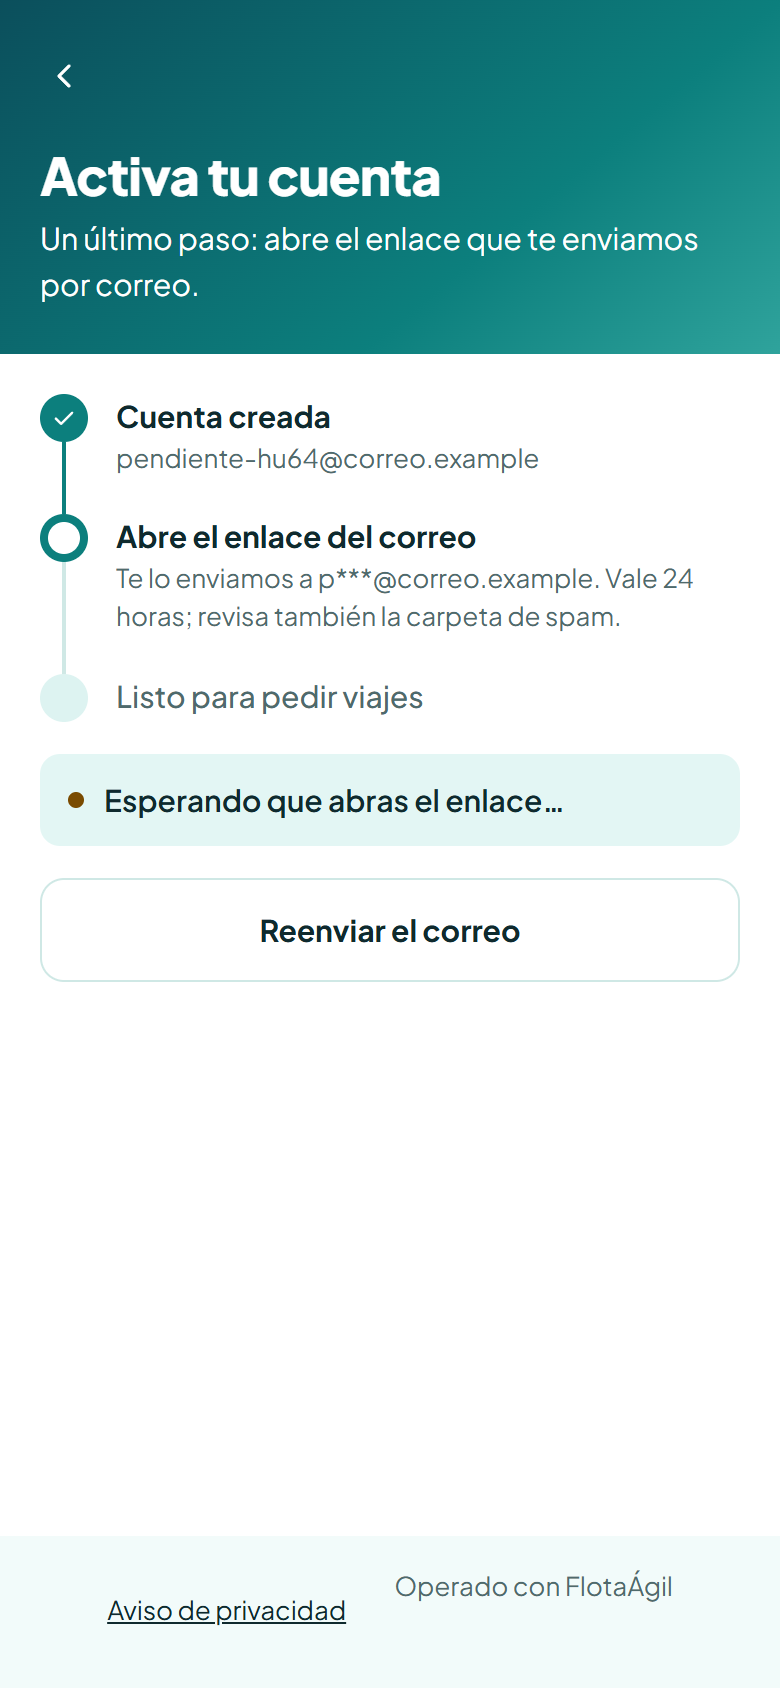 Activa tu cuenta
Un último paso: abre el enlace que te enviamos
por correo.
Cuenta creada
pendiente-hu64@correo.example
Abre el enlace del correo
Te lo enviamos a p***@correo.example. Vale 24
horas; revisa también la carpeta de spam.
Listo para pedir viajes
Esperando que abras el enlace…
Reenviar el correo
Operado con FlotaÁgil
Aviso de privacidad